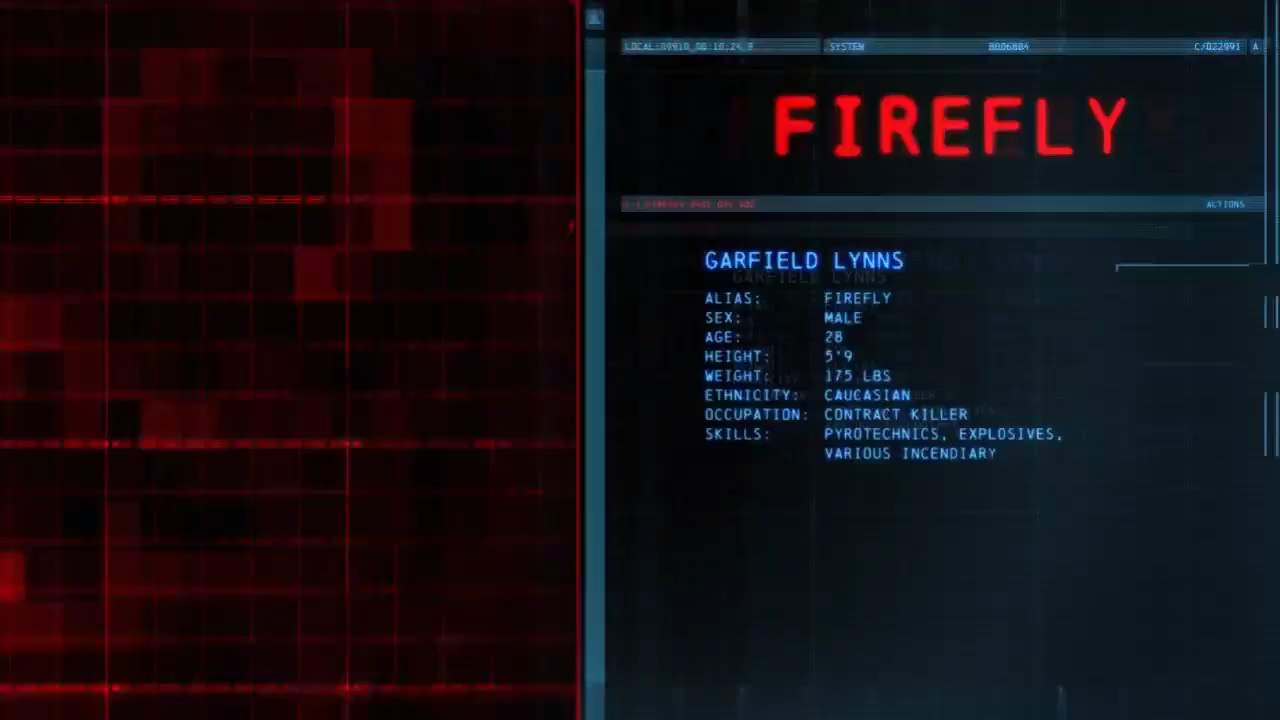 SYSTEM
FIREFLY
ACTIONS
GARFIELD LYNNS
ALIAS: FIREFLY
SEX: MALE
AGE: 28
HEIGHT: 5'9
WEIGHT: 175 LBS
ETHNICITY: CAUCASIAN
OCCUPATION: CONTRACT KILLER
SKILLS: PYROTECHNICS, EXPLOSIVES,
VARIOUS INCENDIARY